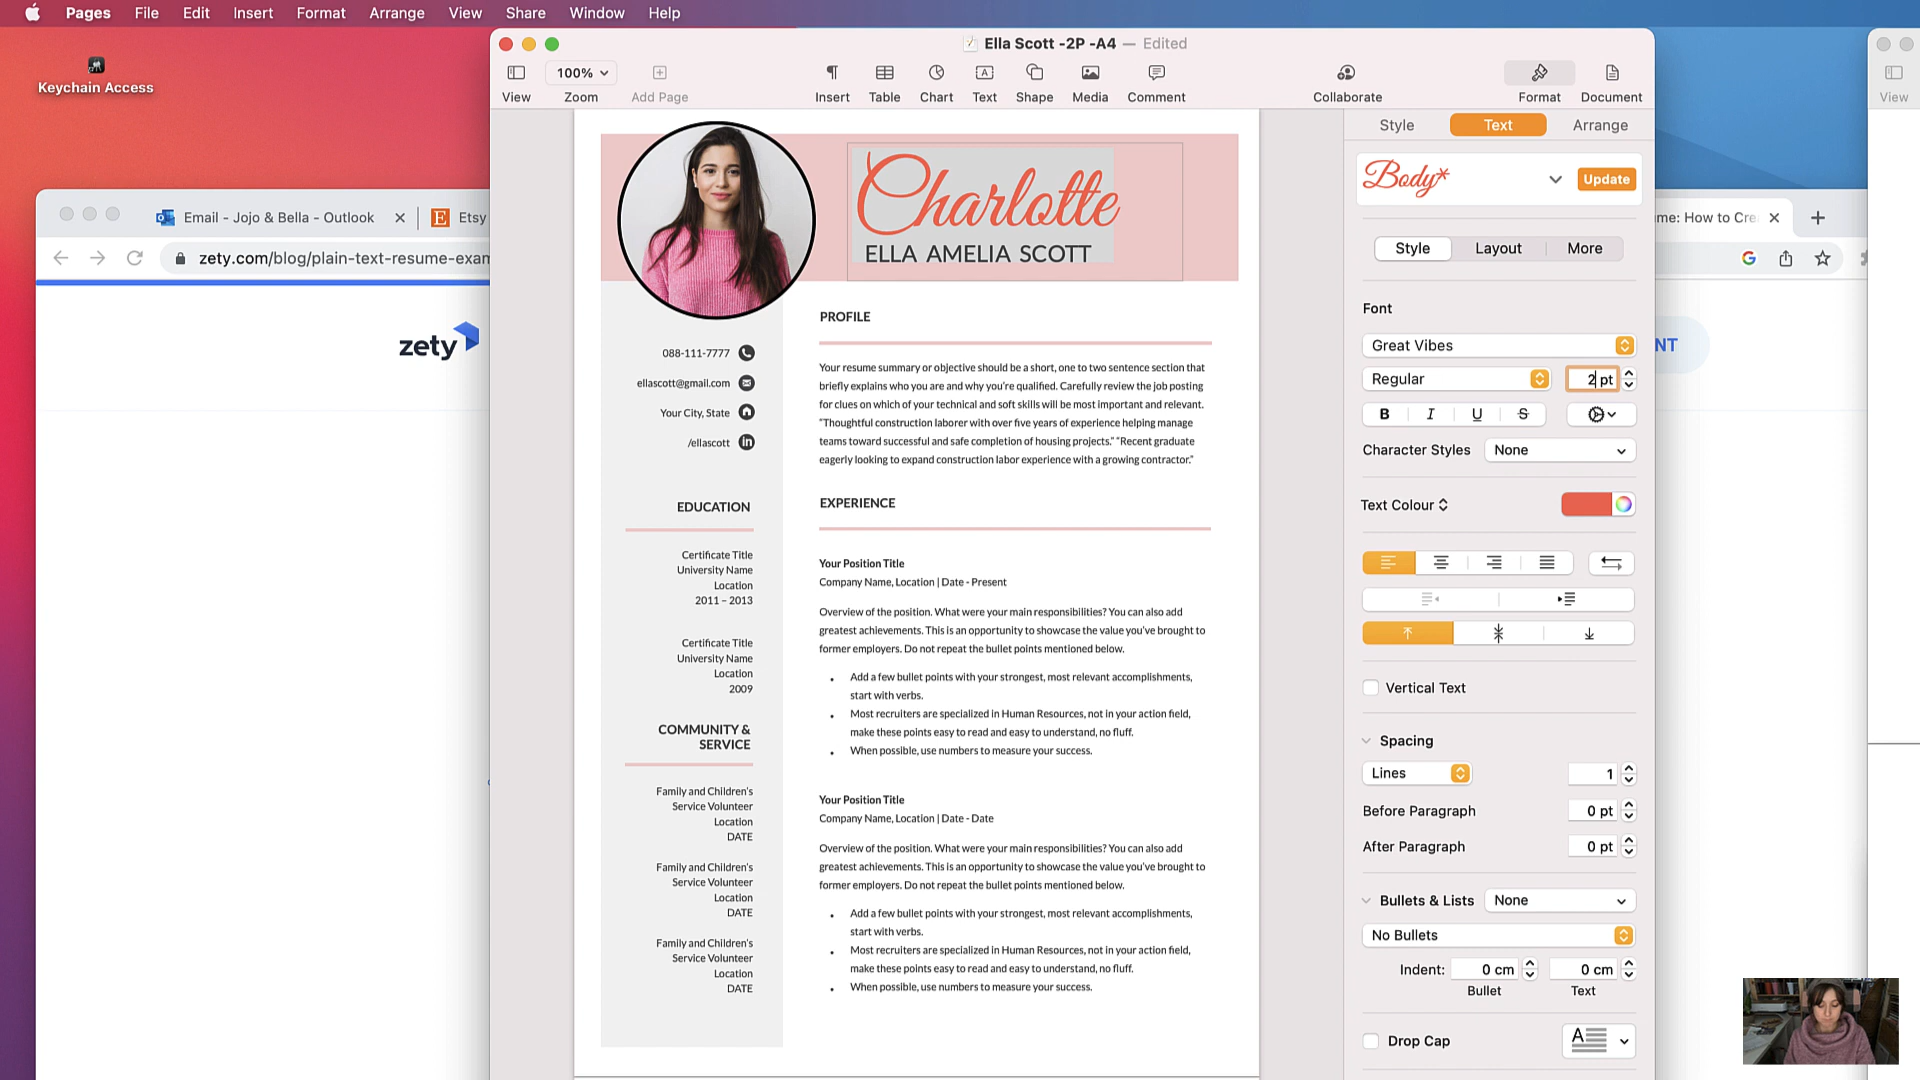 Pages File Edit Insert Format Arrange View Share Window Help
Keychain Access
Ella Scott -2P -A4 — Edited
100%
View Zoom Add Page Insert Table Chart Text Shape Media Comment Collaborate Format Document
View
Email - Jojo & Bella - Outlook
Etsy
zety.com/blog/plain-text-resume-exam
zety
ume: How to Cre
NT
Charlotte
ELLA AMELIA SCOTT
088-111-7777
ellascott@gmail.com
Your City, State
/ellascott
in
EDUCATION
Certificate Title
University Name
Location
2011 – 2013
Certificate Title
University Name
Location
2009
COMMUNITY &
SERVICE
Family and Children's
Service Volunteer
Location
DATE
Family and Children's
Service Volunteer
Location
DATE
Family and Children's
Service Volunteer
Location
DATE
PROFILE
Your resume summary or objective should be a short, one to two sentence section that
briefly explains who you are and why you're qualified. Carefully review the job posting
for clues on which of your technical and soft skills will be most important and relevant.
"Thoughtful construction laborer with over five years of experience helping manage
teams toward successful and safe completion of housing projects." "Recent graduate
eagerly looking to expand construction labor experience with a growing contractor."
EXPERIENCE
Your Position Title
Company Name, Location | Date - Present
Overview of the position. What were your main responsibilities? You can also add
greatest achievements. This is an opportunity to showcase the value you've brought to
former employers. Do not repeat the bullet points mentioned below.
• Add a few bullet points with your strongest, most relevant accomplishments,
start with verbs.
• Most recruiters are specialized in Human Resources, not in your action field,
make these points easy to read and easy to understand, no fluff.
• When possible, use numbers to measure your success.
Your Position Title
Company Name, Location | Date - Date
Overview of the position. What were your main responsibilities? You can also add
greatest achievements. This is an opportunity to showcase the value you've brought to
former employers. Do not repeat the bullet points mentioned below.
• Add a few bullet points with your strongest, most relevant accomplishments,
start with verbs.
• Most recruiters are specialized in Human Resources, not in your action field,
make these points easy to read and easy to understand, no fluff.
• When possible, use numbers to measure your success.
Style Text Arrange
Body* Update
Style Layout More
Font
Great Vibes
Regular 2 pt
B I U S
Character Styles None
Text Colour
Vertical Text
Spacing
Lines 1
Before Paragraph 0 pt
After Paragraph 0 pt
Bullets & Lists None
No Bullets
Indent: 0 cm 0 cm
Bullet Text
Drop Cap A